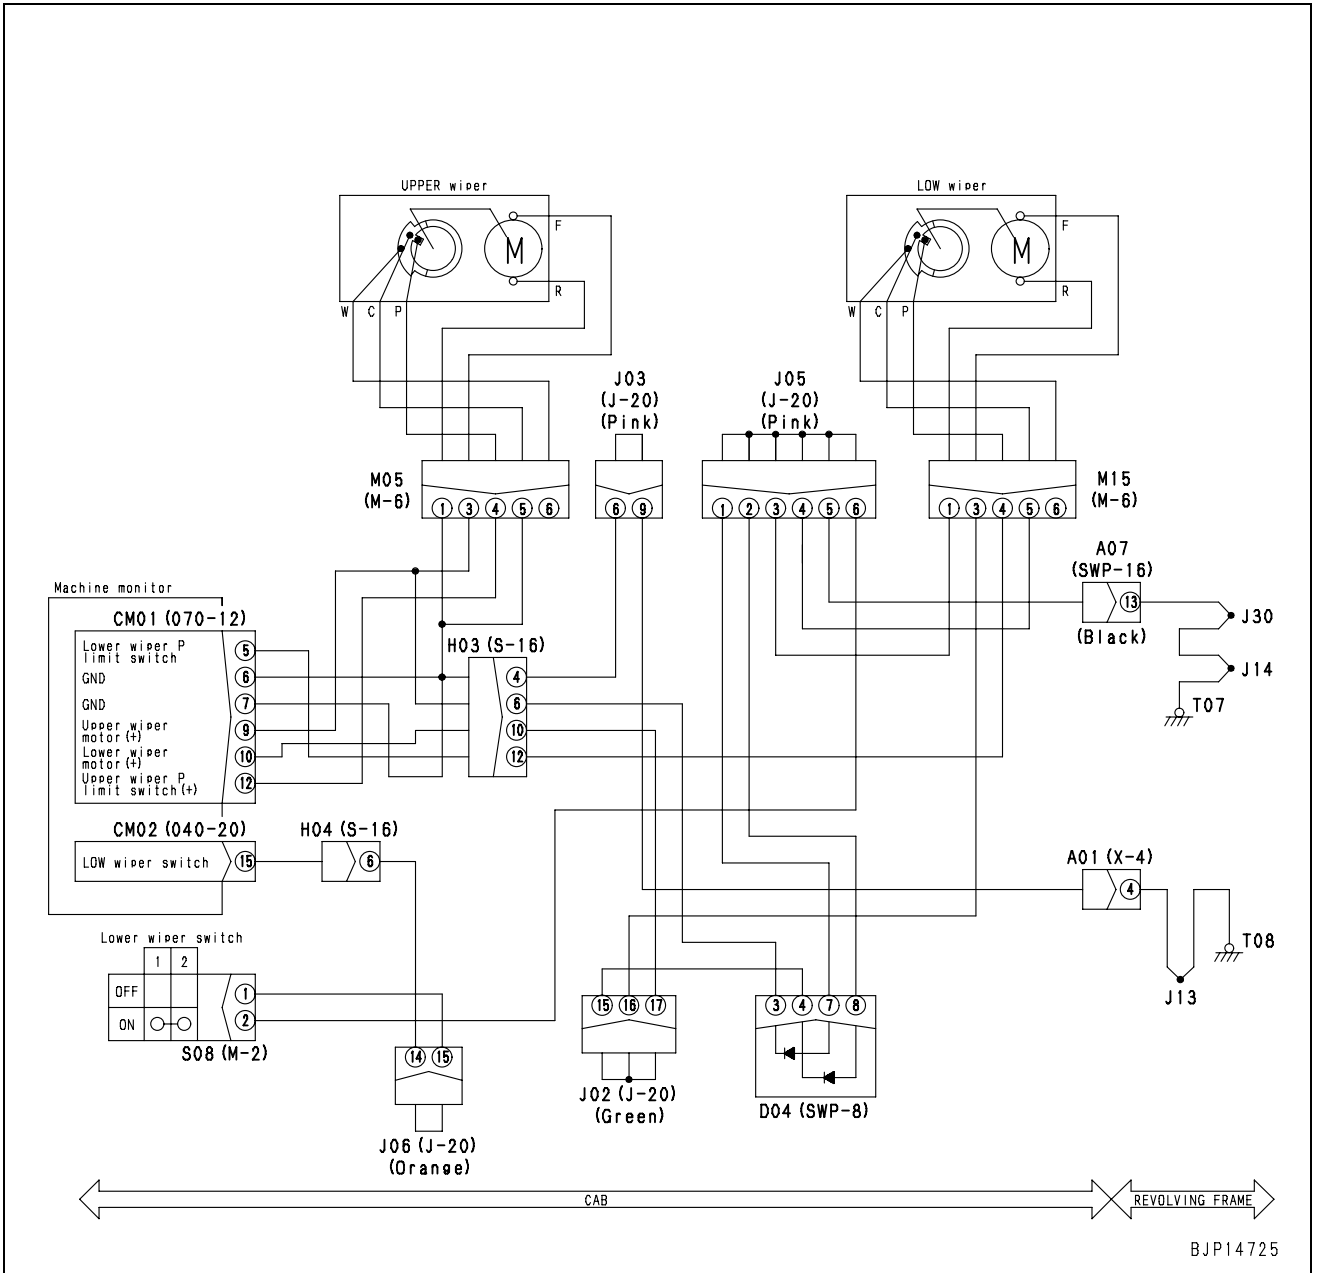 UPPER wiper
LOW wiper
M
M
F
F
R
R
W C P
W C P
J03
(J-20)
(Pink)
J05
(J-20)
(Pink)
M05
(M-6)
M15
(M-6)
1 3 4 5 6
6 9
1 2 3 4 5 6
1 3 4 5 6
A07
(SWP-16)
13
(Black)
J30
J14
T07
Machine monitor
CM01 (070-12)
Lower wiper P
limit switch
5
GND
6
GND
7
Upper wiper
motor (+)
9
Lower wiper
motor (+)
10
Upper wiper P
limit switch (+)
12
H03 (S-16)
4
6
10
12
CM02 (040-20)
LOW wiper switch
15
H04 (S-16)
6
A01 (X-4)
4
T08
J13
Lower wiper switch
1 2
OFF
ON
1
2
S08 (M-2)
14 15
J06 (J-20)
(Orange)
15 16 17
J02 (J-20)
(Green)
3 4 7 8
D04 (SWP-8)
CAB
REVOLVING FRAME
BJP14725